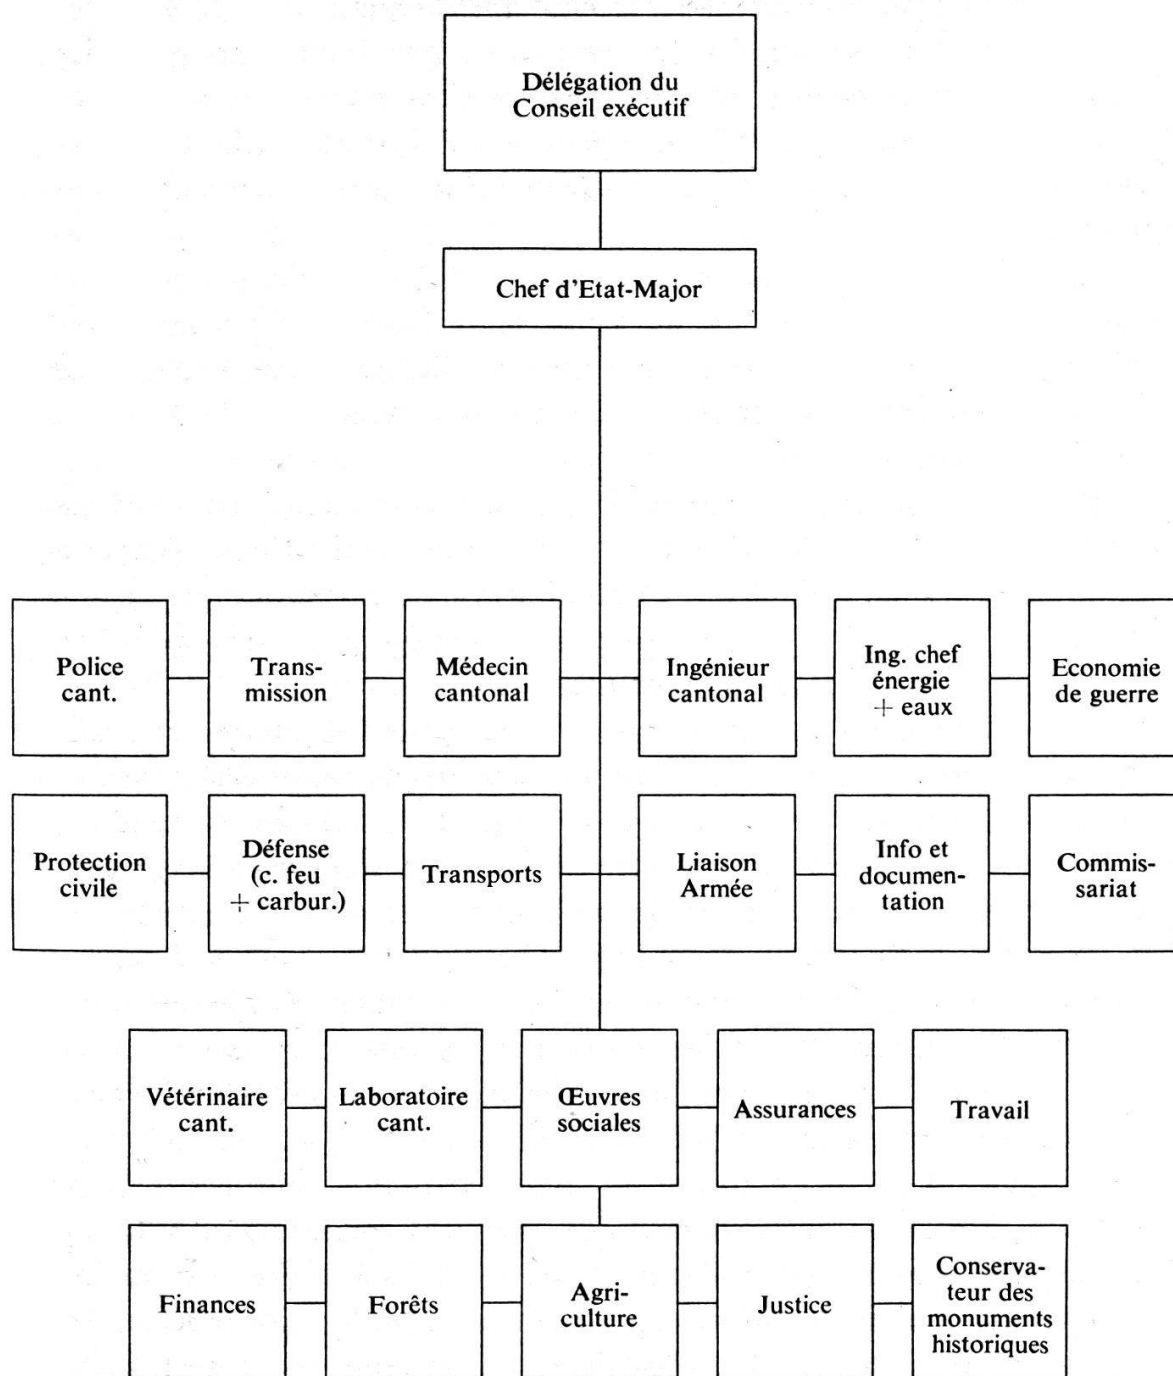 Délégation du
Conseil exécutif
Chef d'Etat-Major
Police
cant.
Trans-
mission
Médecin
cantonal
Ingénieur
cantonal
Ing. chef
énergie
+ eaux
Economie
de guerre
Protection
civile
Défense
(c. feu
+ carbur.)
Transports
Liaison
Armée
Info et
documen-
tation
Commis-
sariat
Vétérinaire
cant.
Laboratoire
cant.
Œuvres
sociales
Assurances
Travail
Finances
Forêts
Agri-
culture
Justice
Conserva-
teur des
monuments
historiques